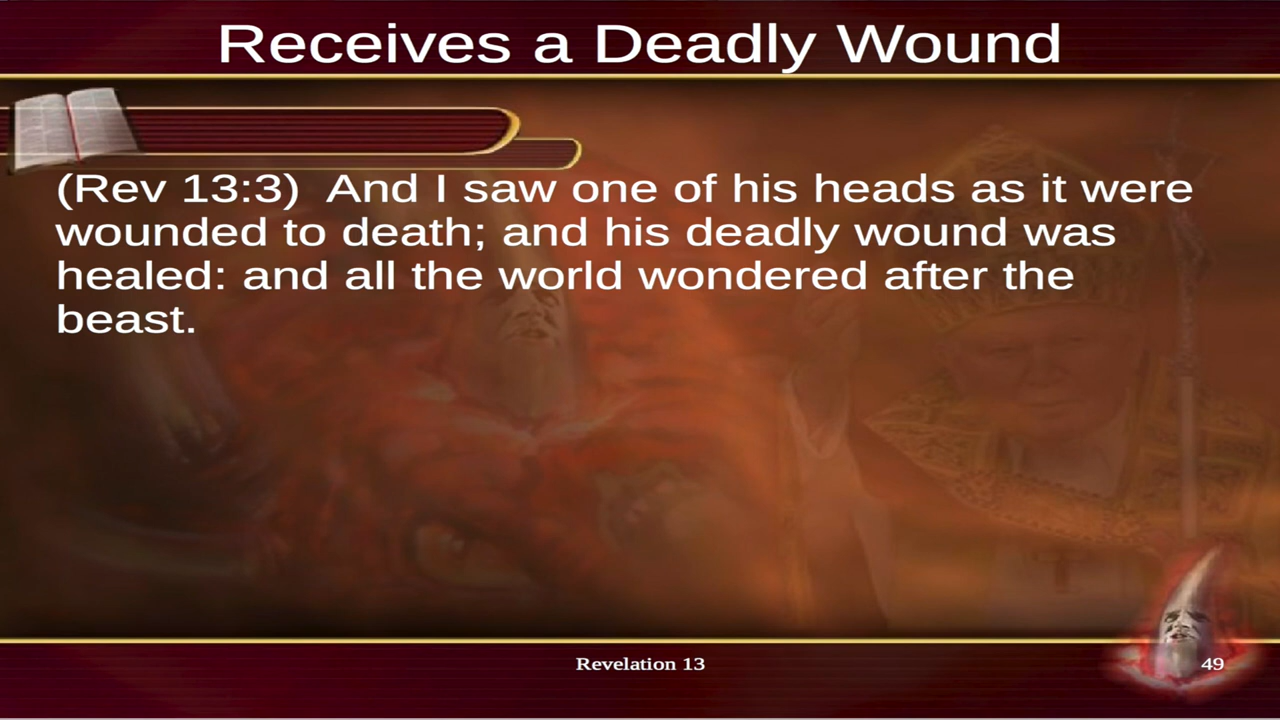 Receives a Deadly Wound
(Rev 13:3)  And I saw one of his heads as it were
wounded to death; and his deadly wound was
healed: and all the world wondered after the
beast.
Revelation 13
49